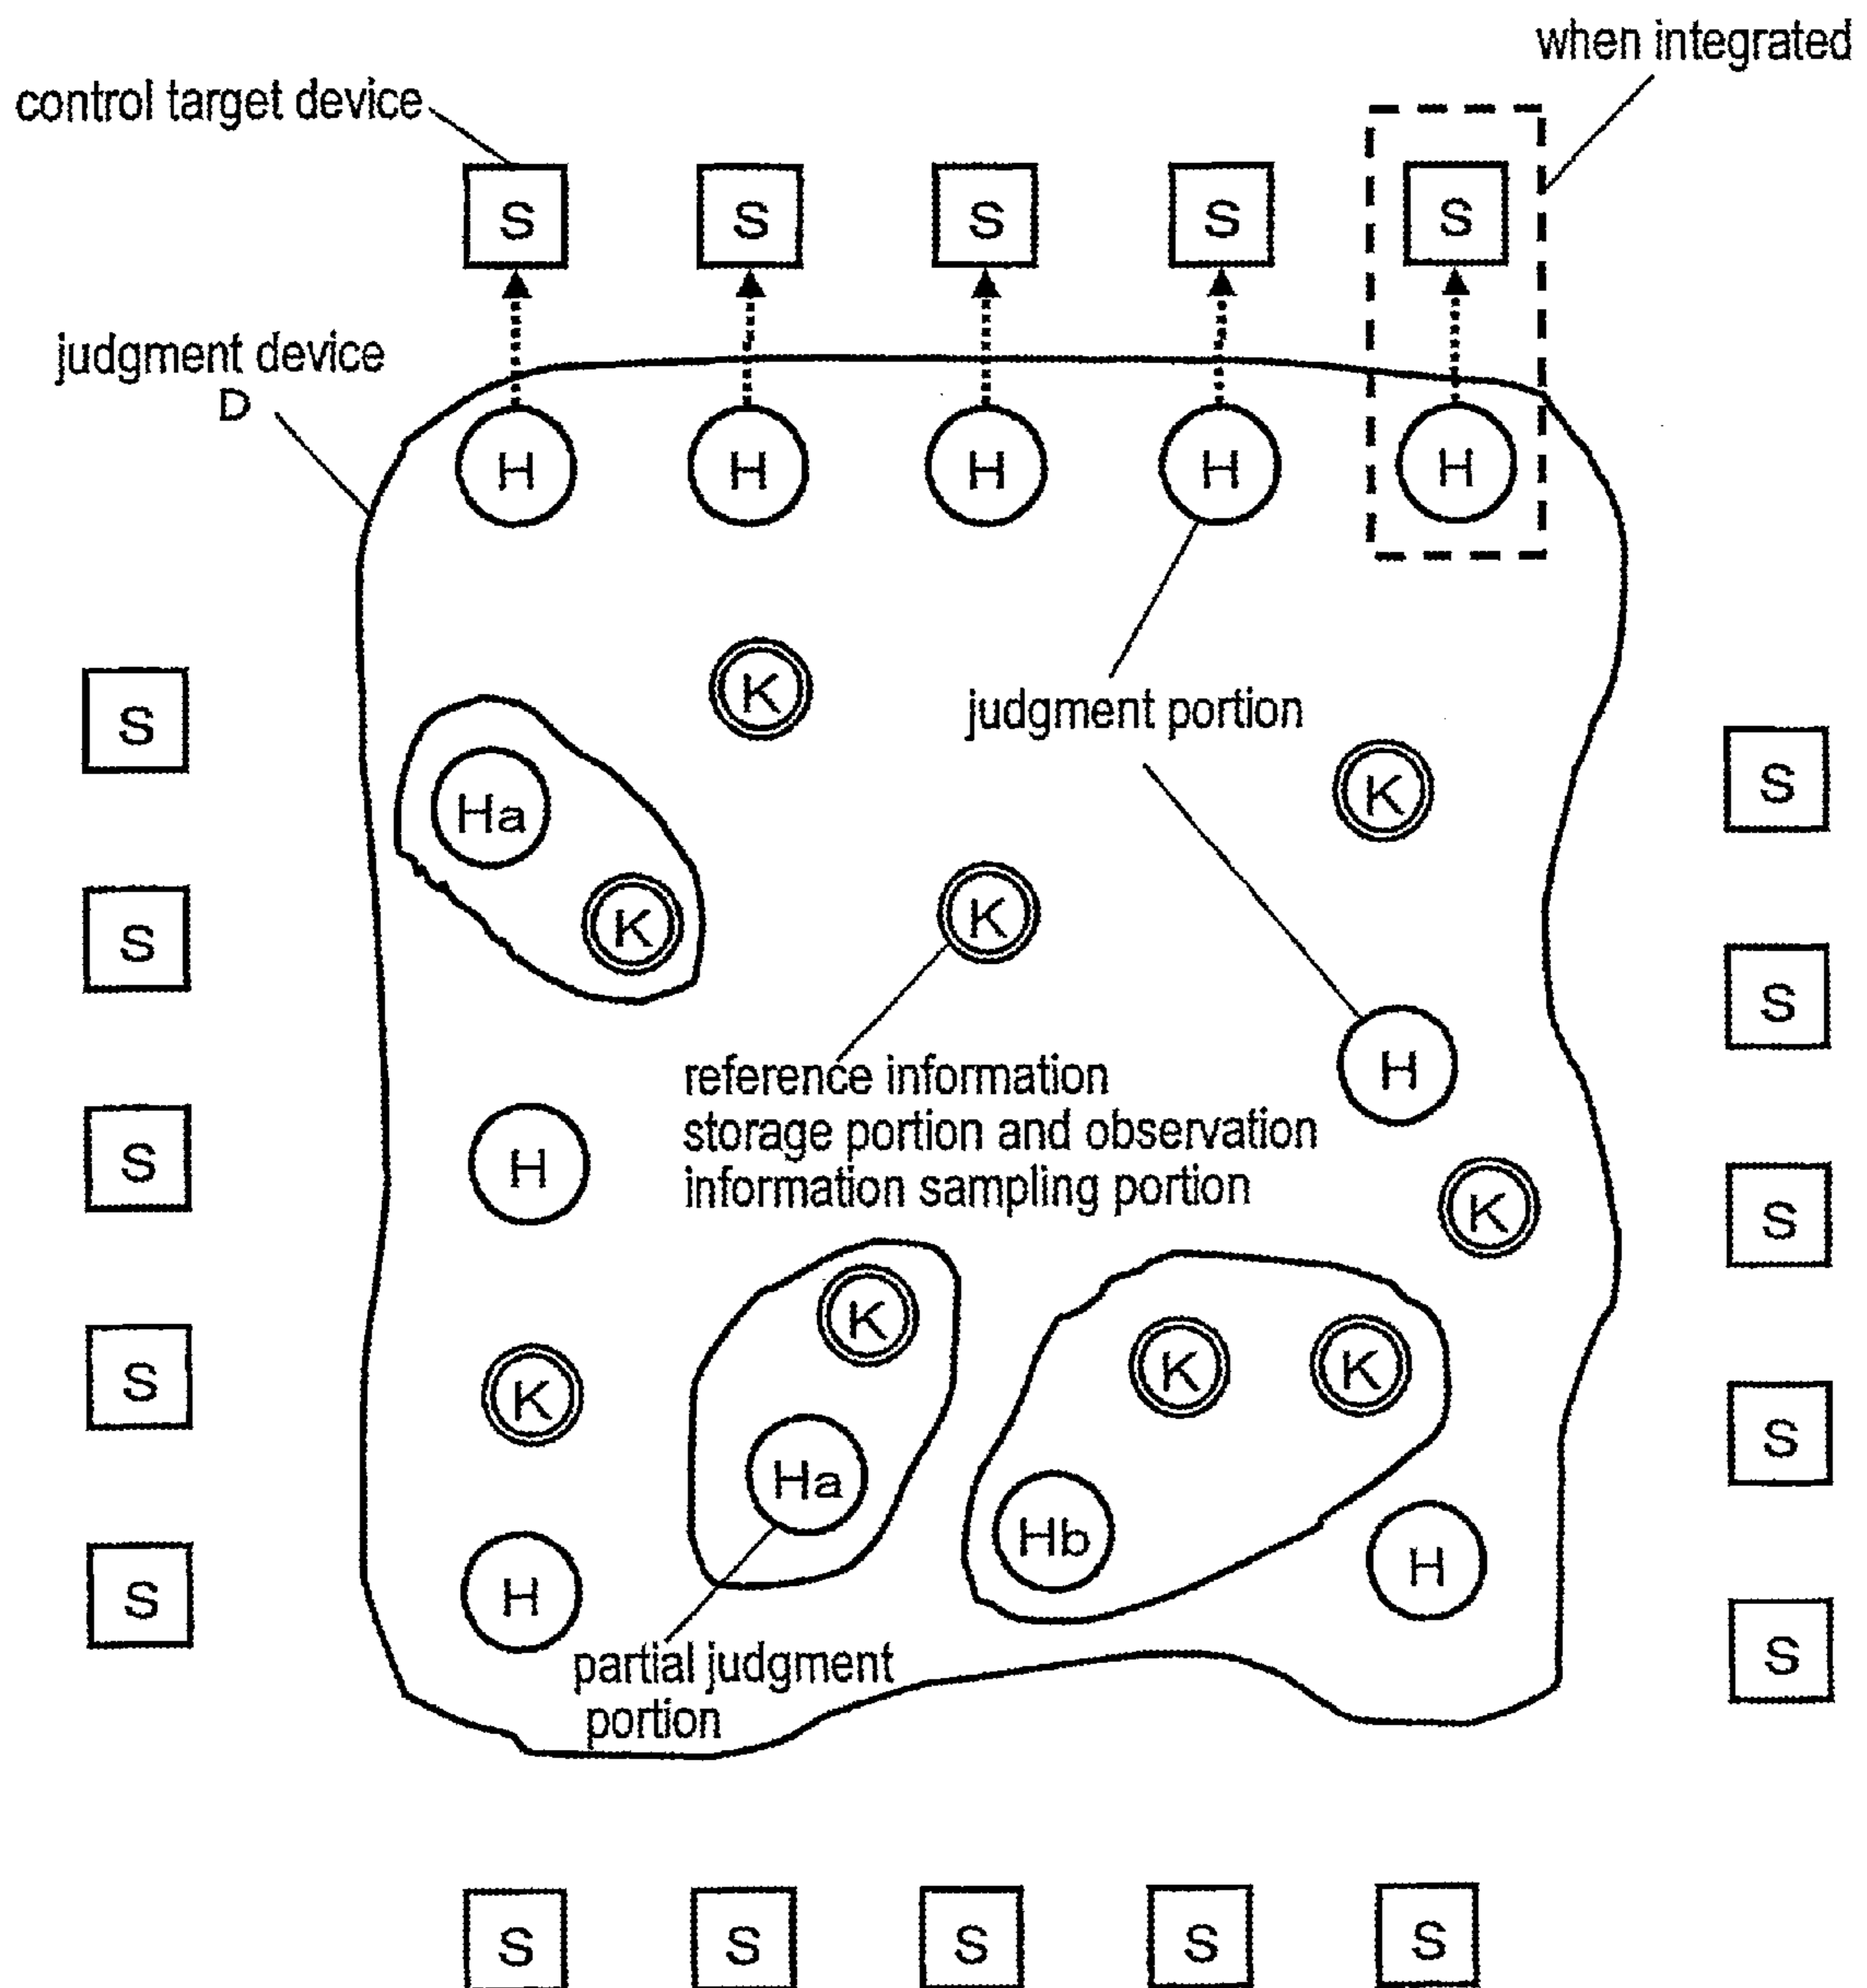 when integrated
control target device
S S S S S
judgment device
D
H H H H H
K
judgment portion
S
S
K
Ha
K
K
S
S
reference information
storage portion and observation
information sampling portion
H
H
S
S
K
K
K K
S
K
S
Ha
Hb
H
H
S
S
partial judgment
portion
S S S S S